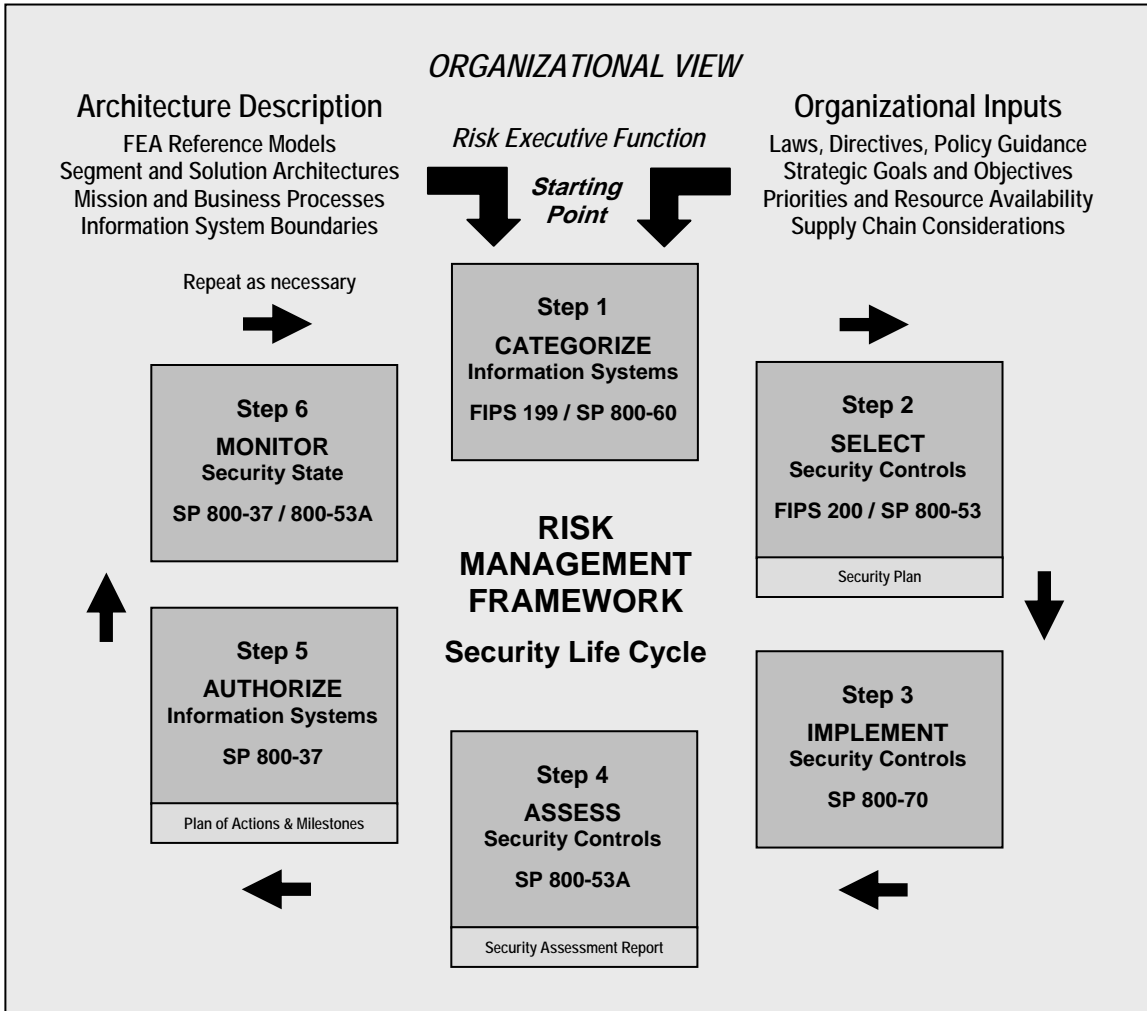 ORGANIZATIONAL VIEW
Architecture Description
FEA Reference Models
Segment and Solution Architectures
Mission and Business Processes
Information System Boundaries
Risk Executive Function
Starting
Point
Organizational Inputs
Laws, Directives, Policy Guidance
Strategic Goals and Objectives
Priorities and Resource Availability
Supply Chain Considerations
Repeat as necessary
Step 1
CATEGORIZE
Information Systems
FIPS 199 / SP 800-60
Step 2
SELECT
Security Controls
FIPS 200 / SP 800-53
Security Plan
Step 3
IMPLEMENT
Security Controls
SP 800-70
Step 4
ASSESS
Security Controls
SP 800-53A
Security Assessment Report
Step 5
AUTHORIZE
Information Systems
SP 800-37
Plan of Actions & Milestones
Step 6
MONITOR
Security State
SP 800-37 / 800-53A
RISK
MANAGEMENT
FRAMEWORK
Security Life Cycle